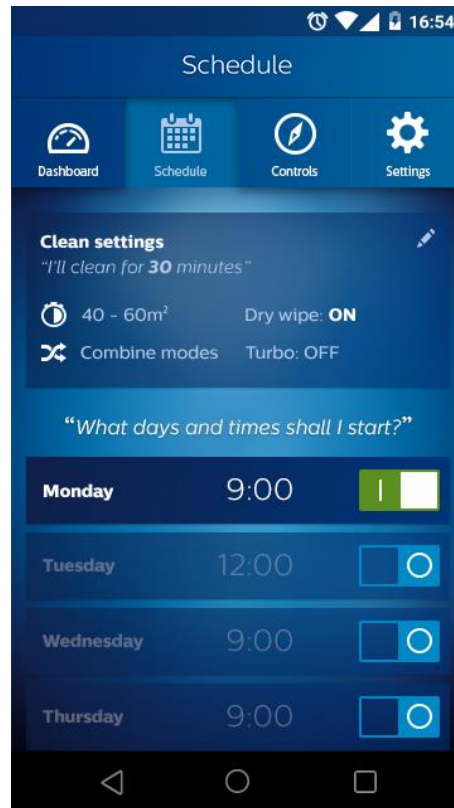 16:54
Schedule
Dashboard Schedule Controls Settings
Clean settings
“I'll clean for 30 minutes”
40 - 60m² Dry wipe: ON
Combine modes Turbo: OFF
“What days and times shall I start?”
Monday 9:00
Tuesday 12:00
Wednesday 9:00
Thursday 9:00